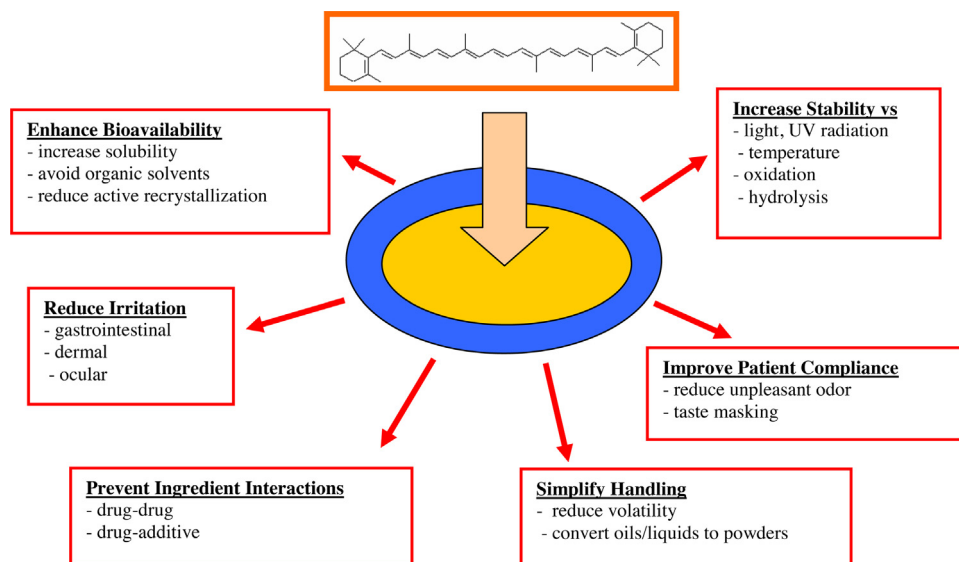 Enhance Bioavailability
- increase solubility
- avoid organic solvents
- reduce active recrystallization
Increase Stability vs
- light, UV radiation
- temperature
- oxidation
- hydrolysis
Reduce Irritation
- gastrointestinal
- dermal
- ocular
Improve Patient Compliance
- reduce unpleasant odor
- taste masking
Prevent Ingredient Interactions
- drug-drug
- drug-additive
Simplify Handling
- reduce volatility
- convert oils/liquids to powders